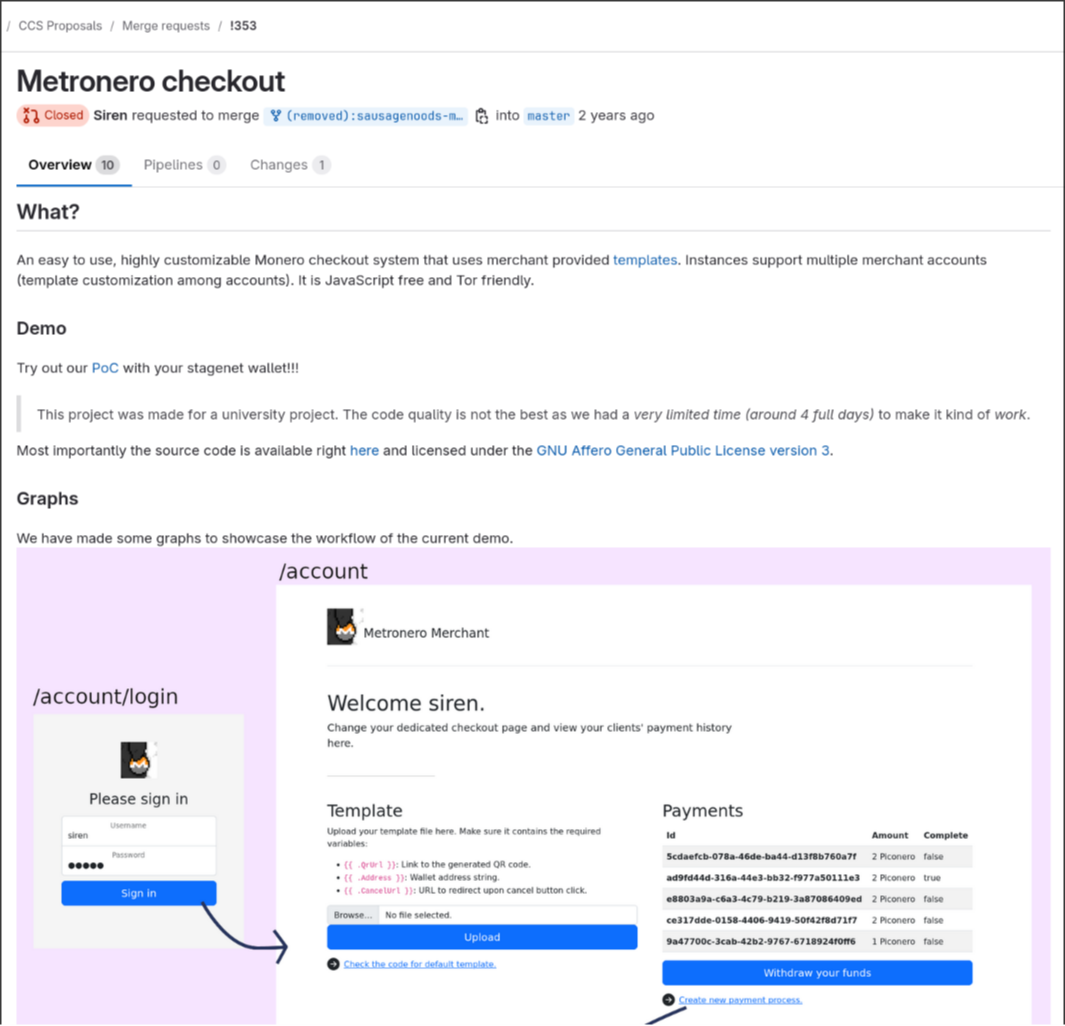 / CCS Proposals / Merge requests / !353
Metronero checkout
Closed Siren requested to merge (removed):sausagenoods-m… into master 2 years ago
Overview 10 Pipelines 0 Changes 1
What?
An easy to use, highly customizable Monero checkout system that uses merchant provided templates. Instances support multiple merchant accounts
(template customization among accounts). It is JavaScript free and Tor friendly.
Demo
Try out our PoC with your stagenet wallet!!!
This project was made for a university project. The code quality is not the best as we had a very limited time (around 4 full days) to make it kind of work.
Most importantly the source code is available right here and licensed under the GNU Affero General Public License version 3.
Graphs
We have made some graphs to showcase the workflow of the current demo.
/account
Metronero Merchant
Welcome siren.
Change your dedicated checkout page and view your clients' payment history
here.
/account/login
Please sign in
Username
siren
Password
●●●●●
Sign in
Template
Upload your template file here. Make sure it contains the required
variables:
• {{ .QrUrl }}: Link to the generated QR code.
• {{ .Address }}: Wallet address string.
• {{ .CancelUrl }}: URL to redirect upon cancel button click.
Browse... No file selected.
Upload
Check the code for default template.
Payments
Id Amount Complete
5cdaefcb-078a-46de-ba44-d13f8b760a7f 2 Piconero false
ad9fd44d-316a-44e3-bb32-f977a50111e3 2 Piconero true
e8803a9a-c6a3-4c79-b219-3a87086409ed 2 Piconero false
ce317dde-0158-4406-9419-50f42f8d71f7 2 Piconero false
9a47700c-3cab-42b2-9767-6718924f0ff6 1 Piconero false
Withdraw your funds
Create new payment process.